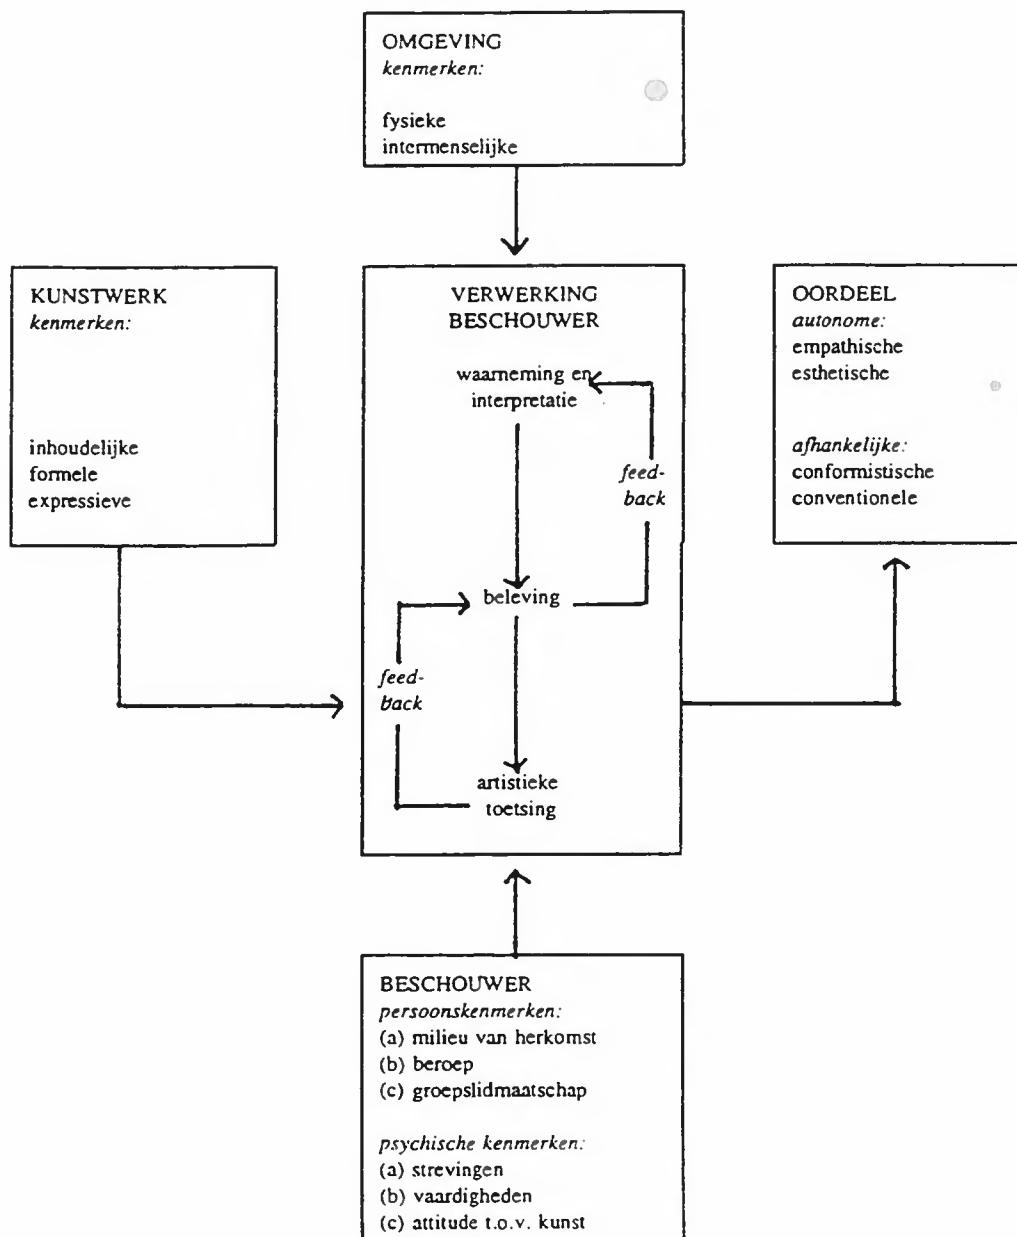 OMGEVING
kenmerken:
fysieke
intermenselijke
KUNSTWERK
kenmerken:
inhoudelijke
formele
expressieve
VERWERKING
BESCHOUWER
waarneming en
interpretatie
feed-
back
beleving
feed-
back
artistieke
toetsing
OORDEEL
autonome:
empathische
esthetische
afhankelijke:
conformistische
conventionele
BESCHOUWER
persoonskenmerken:
(a) milieu van herkomst
(b) beroep
(c) groepslidmaatschap
psychische kenmerken:
(a) strevingen
(b) vaardigheden
(c) attitude t.o.v. kunst